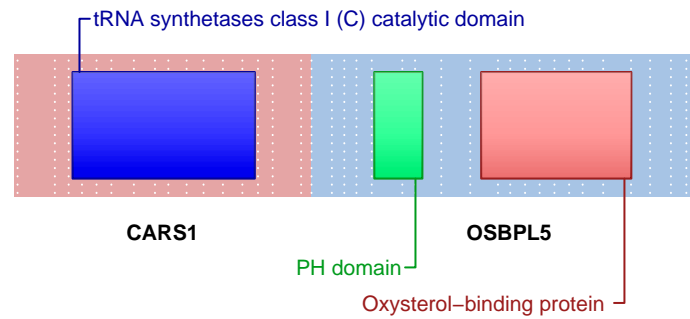 tRNA synthetases class I (C) catalytic domain
CARS1
OSBPL5
PH domain
Oxysterol−binding protein